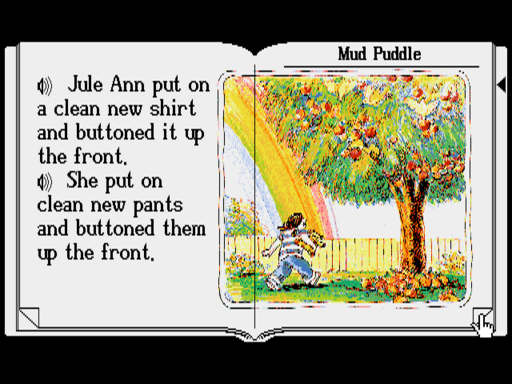 Mud Puddle
Jule Ann put on
a clean new shirt
and buttoned it up
the front.
She put on
clean new pants
and buttoned them
up the front.